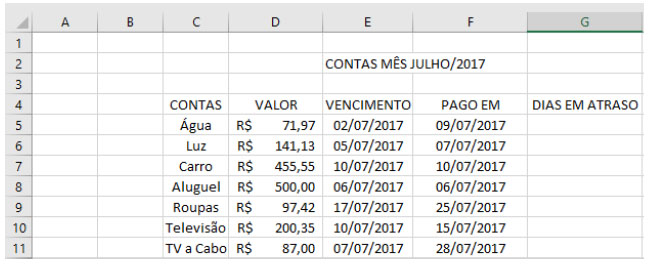 A B C D E F G
1
2 CONTAS MÊS JULHO/2017
3
4 CONTAS VALOR VENCIMENTO PAGO EM DIAS EM ATRASO
5 Água R$ 71,97 02/07/2017 09/07/2017
6 Luz R$ 141,13 05/07/2017 07/07/2017
7 Carro R$ 455,55 10/07/2017 10/07/2017
8 Aluguel R$ 500,00 06/07/2017 06/07/2017
9 Roupas R$ 97,42 17/07/2017 25/07/2017
10 Televisão R$ 200,35 10/07/2017 15/07/2017
11 TV a Cabo R$ 87,00 07/07/2017 28/07/2017